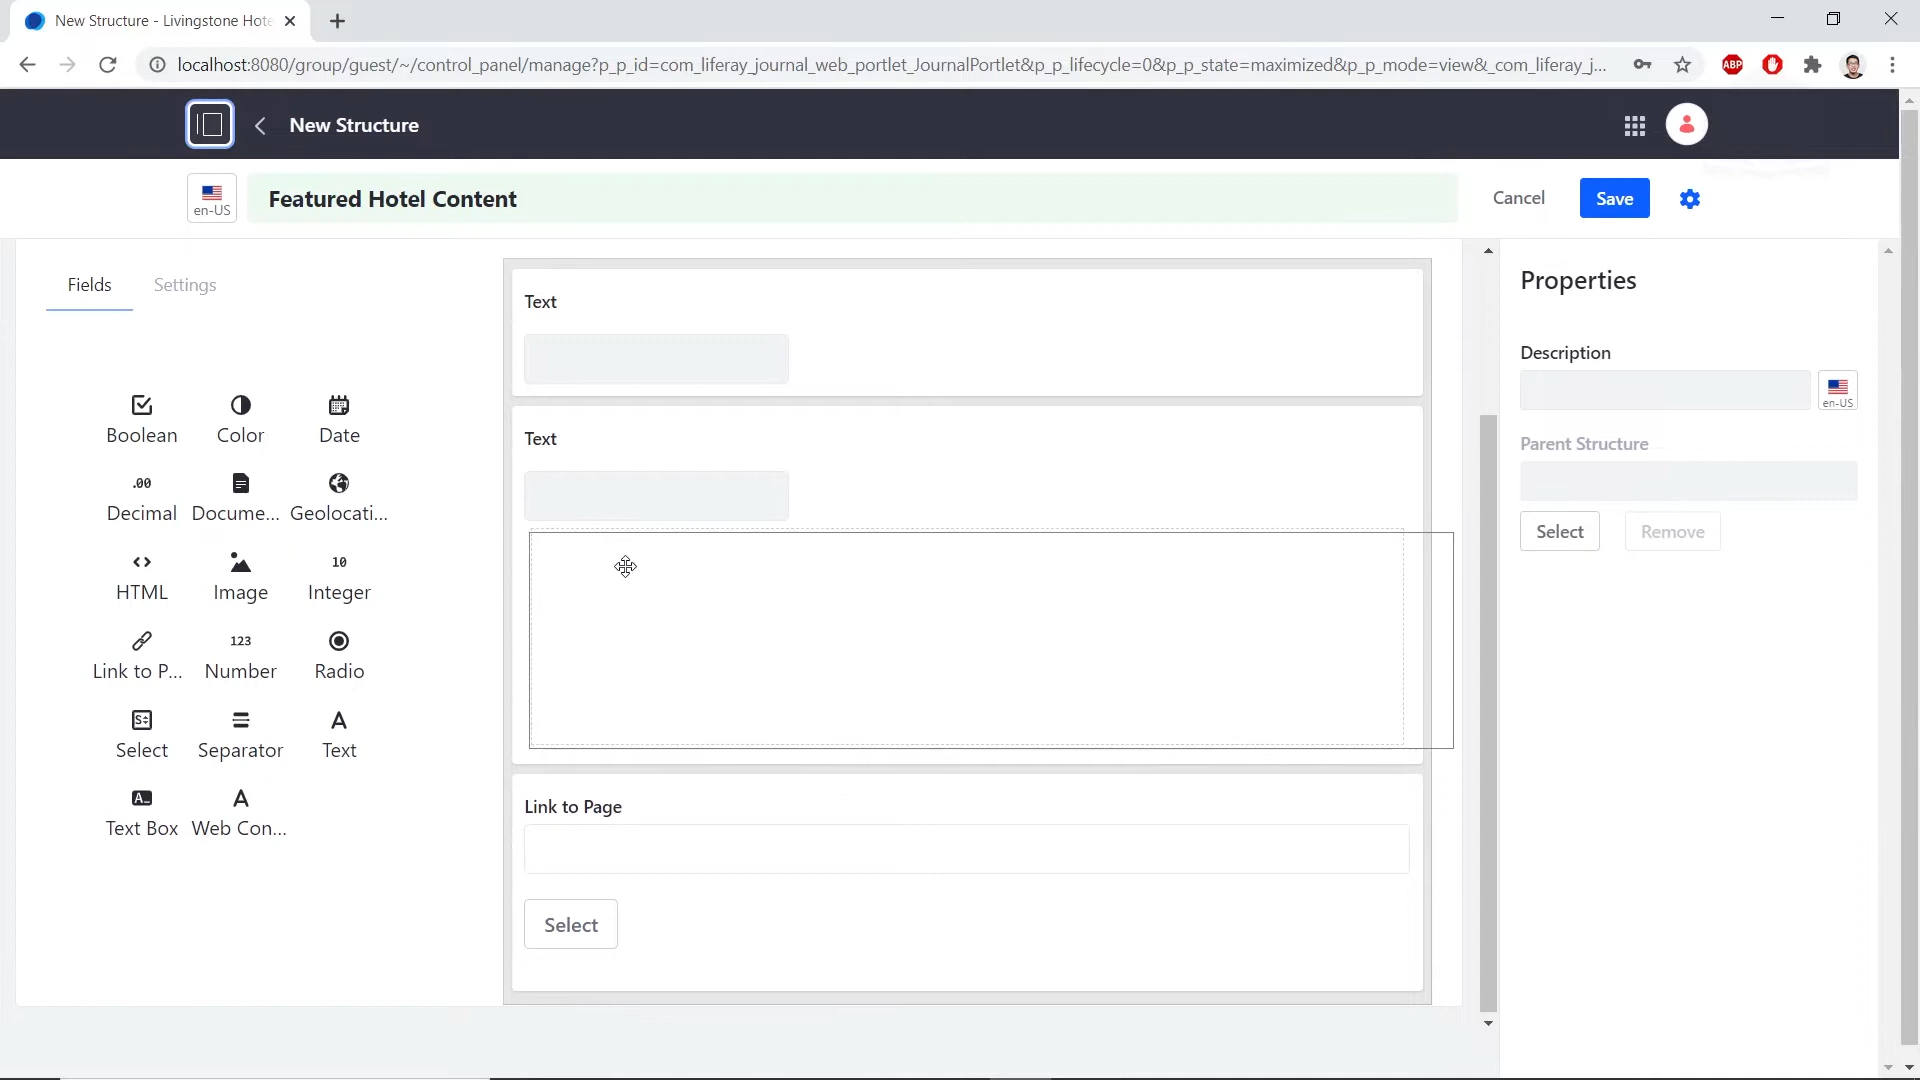 New Structure - Livingstone Hote
localhost:8080/group/guest/~/control_panel/manage?p_p_id=com_liferay_journal_web_portlet_JournalPortlet&p_p_lifecycle=0&p_p_state=maximized&p_p_mode=view&_com_liferay_j...
ABP
New Structure
en-US
Featured Hotel Content
Cancel
Save
Fields
Settings
Boolean
Color
Date
.00
Decimal
Docume...
Geolocati...
HTML
Image
10
Integer
Link to P...
123
Number
Radio
Select
Separator
Text
Text Box
Web Con...
Text
Text
Link to Page
Select
Properties
Description
en-US
Parent Structure
Select
Remove